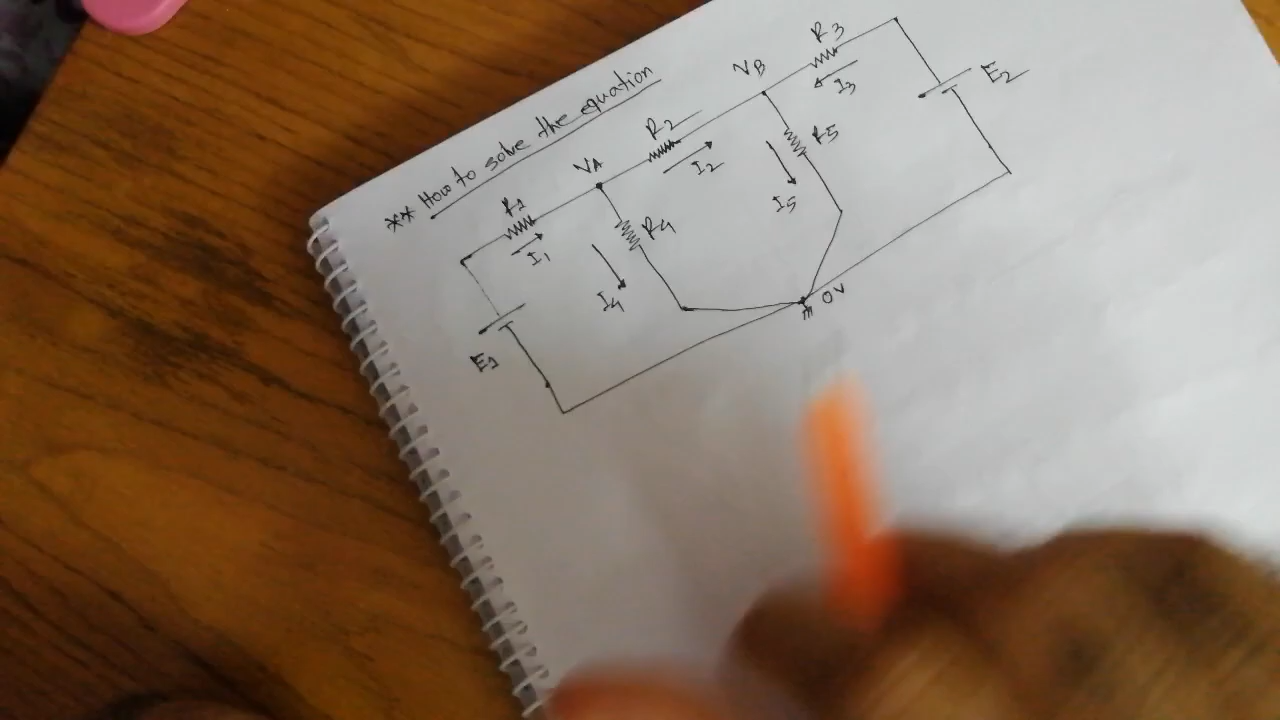 ** How to solve the equation
R1
I1
VA
R2
I2
VB
R3
I3
E2
R4
I4
R5
I5
E1
0V